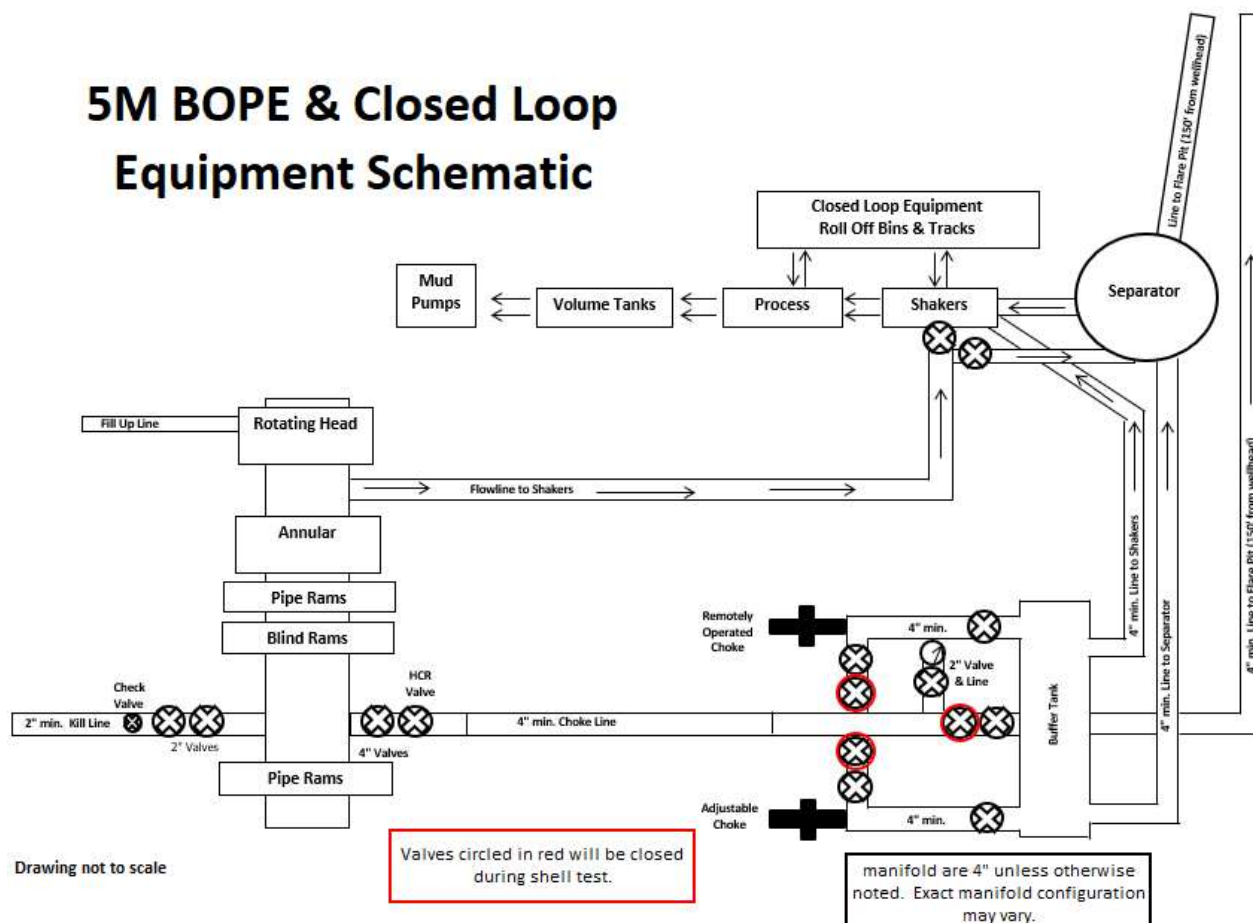 5M BOPE & Closed Loop
Equipment Schematic
Line to Flare Pit (150' from wellhead)
Closed Loop Equipment
Roll Off Bins & Tracks
Mud
Pumps
Volume Tanks
Process
Shakers
Separator
Fill Up Line
Rotating Head
Flowline to Shakers
Annular
Pipe Rams
Blind Rams
Remotely
Operated
Choke
4" min.
2" Valve
& Line
4" min. Line to Shakers
4" min. Line to Separator
4" min. Line to Flare Pit (150' from wellhead)
Buffer Tank
Check
Valve
HCR
Valve
2" min. Kill Line
4" min. Choke Line
2" Valves
4" Valves
Pipe Rams
Adjustable
Choke
4" min.
Drawing not to scale
Valves circled in red will be closed
during shell test.
manifold are 4" unless otherwise
noted. Exact manifold configuration
may vary.